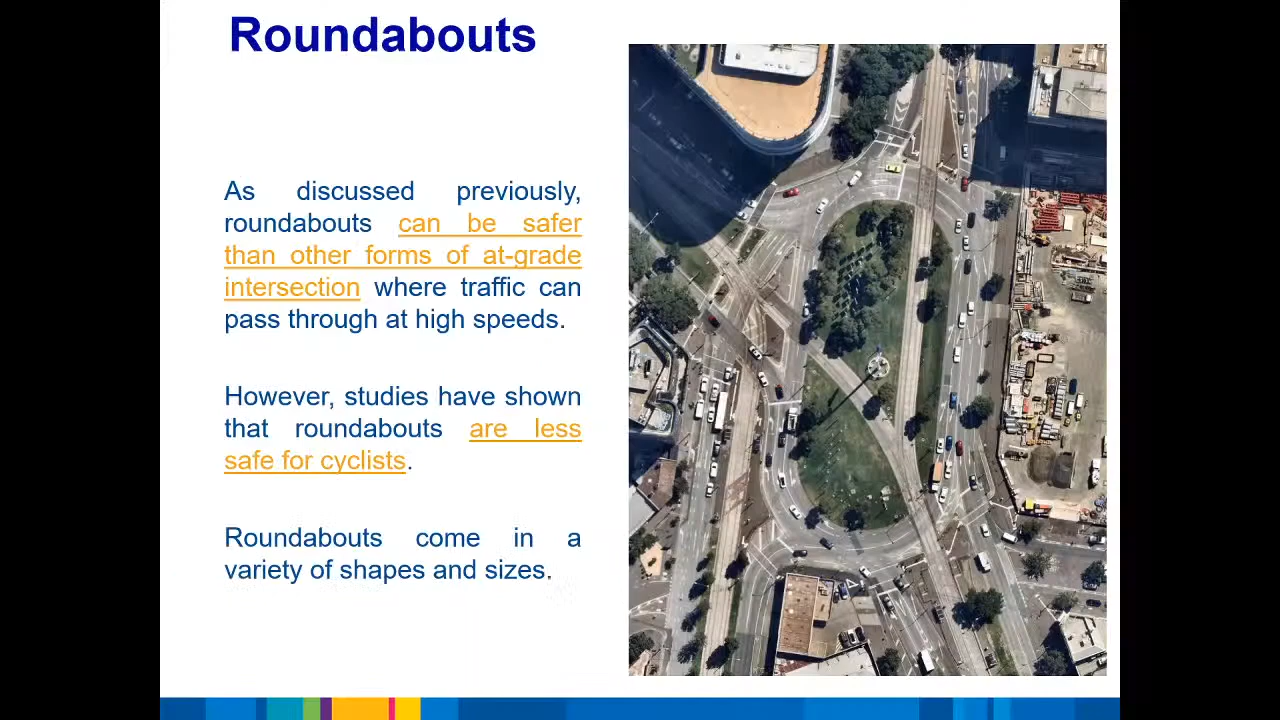 Roundabouts
As discussed previously,
roundabouts can be safer
than other forms of at-grade
intersection where traffic can
pass through at high speeds.
However, studies have shown
that roundabouts are less
safe for cyclists.
Roundabouts come in a
variety of shapes and sizes.